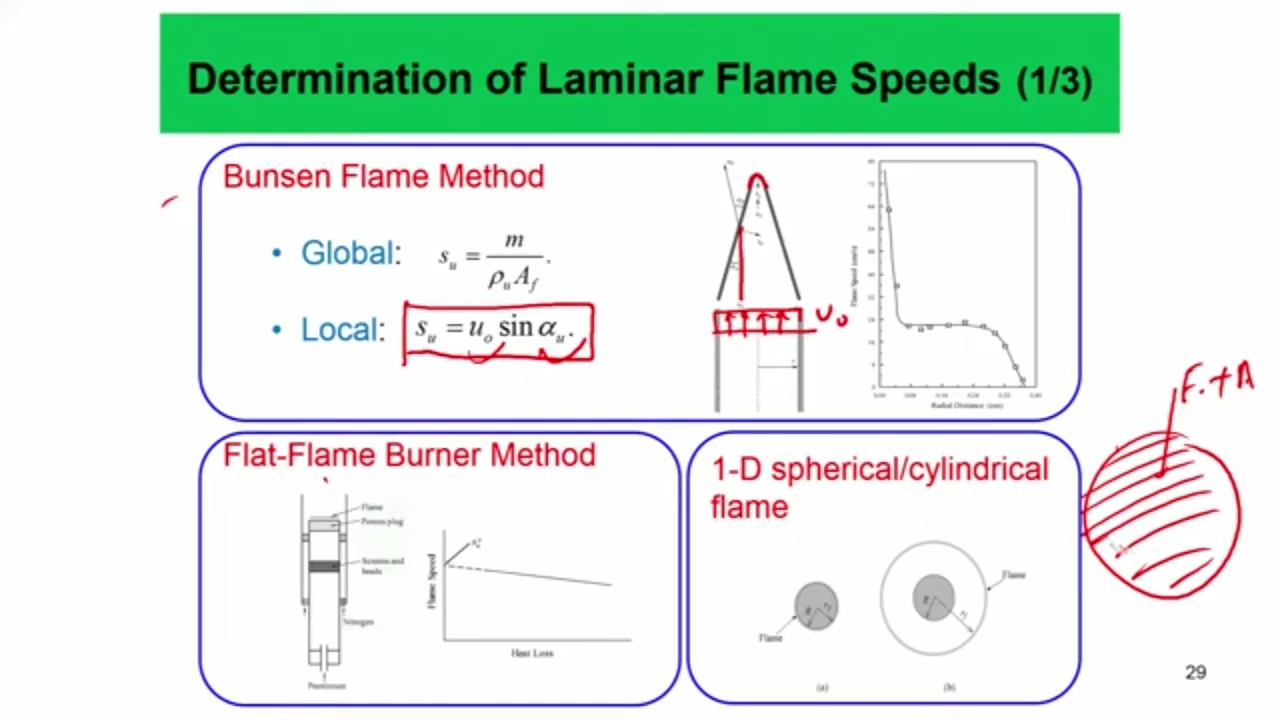 Determination of Laminar Flame Speeds (1/3)
Bunsen Flame Method
• Global: s_u = m / ρ_u A_f .
• Local: s_u = u_o sin α_u .
u_o
Flame Speed (cm/s)
Radial Distance (cm)
Flat-Flame Burner Method
Flame
Porous plug
Screens and
beads
Nitrogen
Flame Speed
Heat Loss
1-D spherical/cylindrical
flame
R
Flame
(a)
R
Flame
(b)
F + A
29